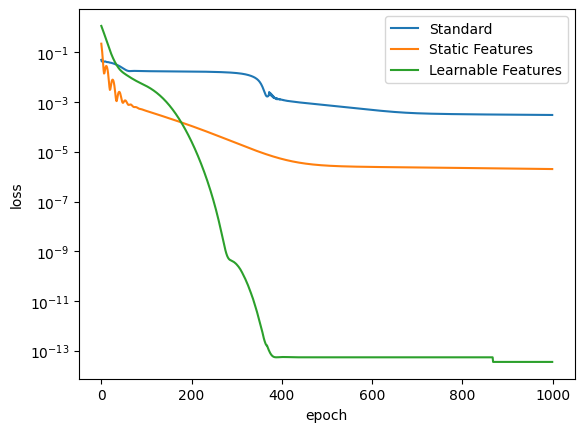 Standard
Static Features
Learnable Features
loss
10⁻¹
10⁻³
10⁻⁵
10⁻⁷
10⁻⁹
10⁻¹¹
10⁻¹³
0 200 400 600 800 1000
epoch